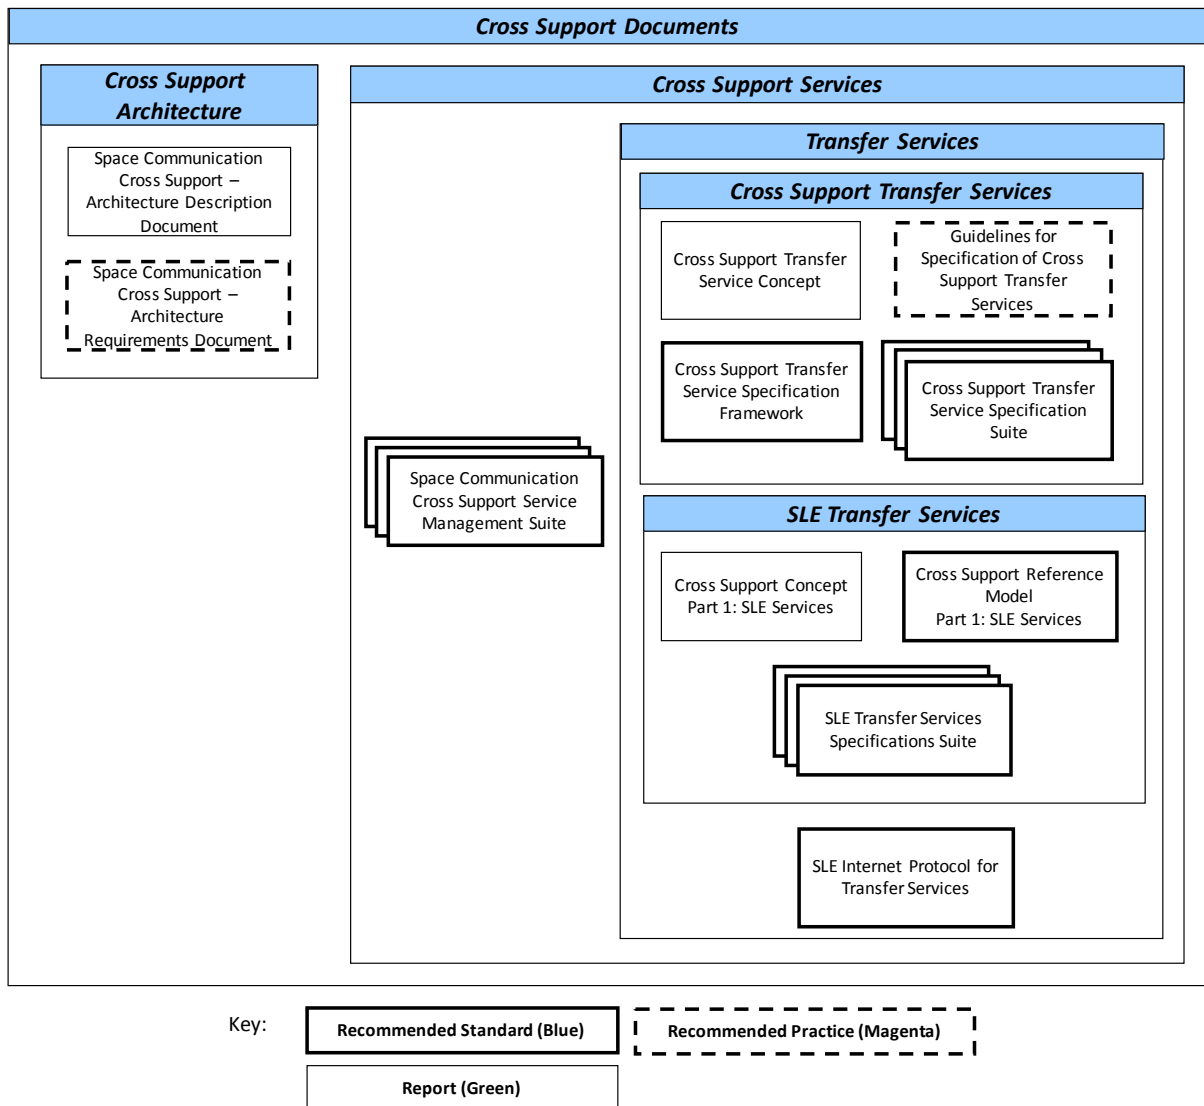 Cross Support Documents
Cross Support
Architecture
Space Communication
Cross Support –
Architecture Description
Document
Space Communication
Cross Support –
Architecture
Requirements Document
Cross Support Services
Space Communication
Cross Support Service
Management Suite
Transfer Services
Cross Support Transfer Services
Cross Support Transfer
Service Concept
Guidelines for
Specification of Cross
Support Transfer
Services
Cross Support Transfer
Service Specification
Framework
Cross Support Transfer
Service Specification
Suite
SLE Transfer Services
Cross Support Concept
Part 1: SLE Services
Cross Support Reference
Model
Part 1: SLE Services
SLE Transfer Services
Specifications Suite
SLE Internet Protocol for
Transfer Services
Key:
Recommended Standard (Blue)
Recommended Practice (Magenta)
Report (Green)